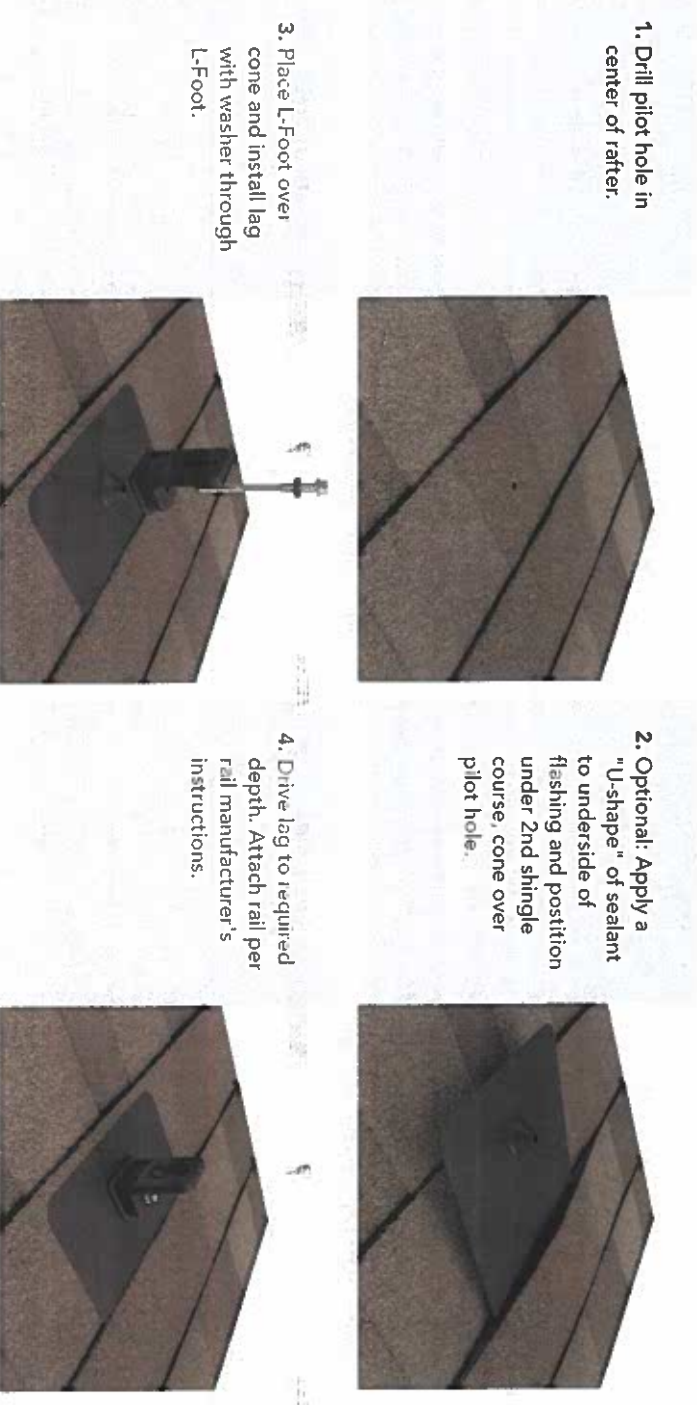 1. Drill pilot hole in
center of rafter.
2. Optional: Apply a
"U-shape" of sealant
to underside of
flashing and postition
under 2nd shingle
course, cone over
pilot hole.
3. Place L-Foot over
cone and install lag
with washer through
L-Foot.
4. Drive lag to required
depth. Attach rail per
rail manufacturer's
instructions.